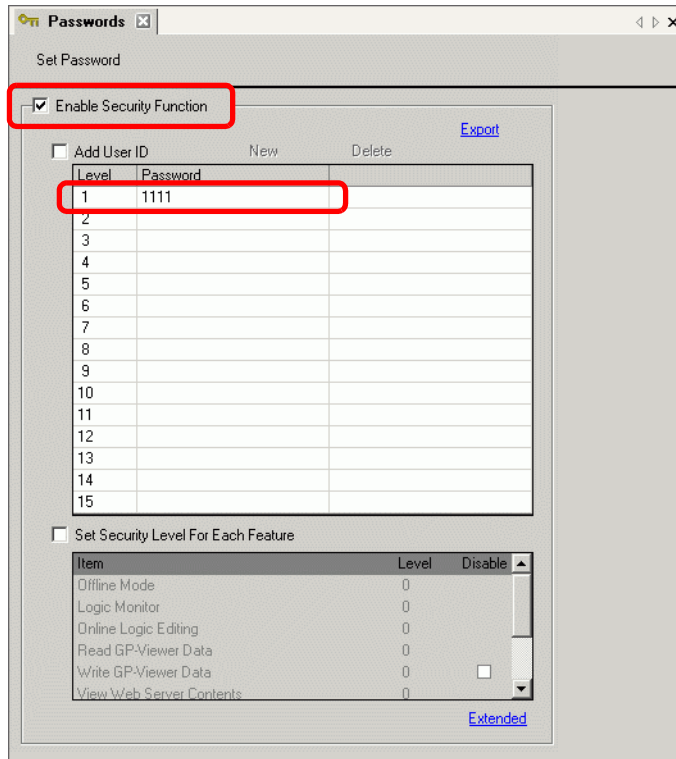 Passwords
Set Password
Enable Security Function
Export
Add User ID New Delete
Level Password
1 1111
2
3
4
5
6
7
8
9
10
11
12
13
14
15
Set Security Level For Each Feature
Item Level Disable
Offline Mode 0
Logic Monitor 0
Online Logic Editing 0
Read GP-Viewer Data 0
Write GP-Viewer Data 0
View Web Server Contents 0
Extended